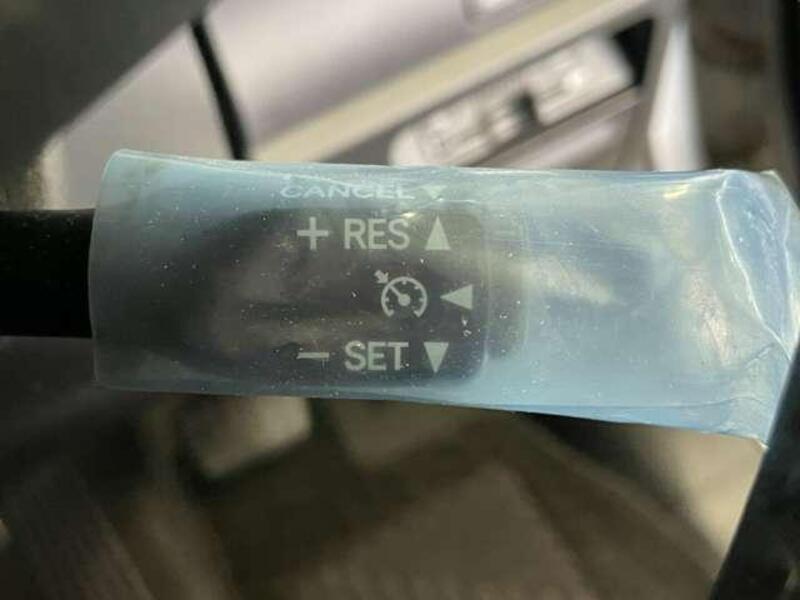 CANCEL ▼
+ RES ▲
◀
− SET ▼